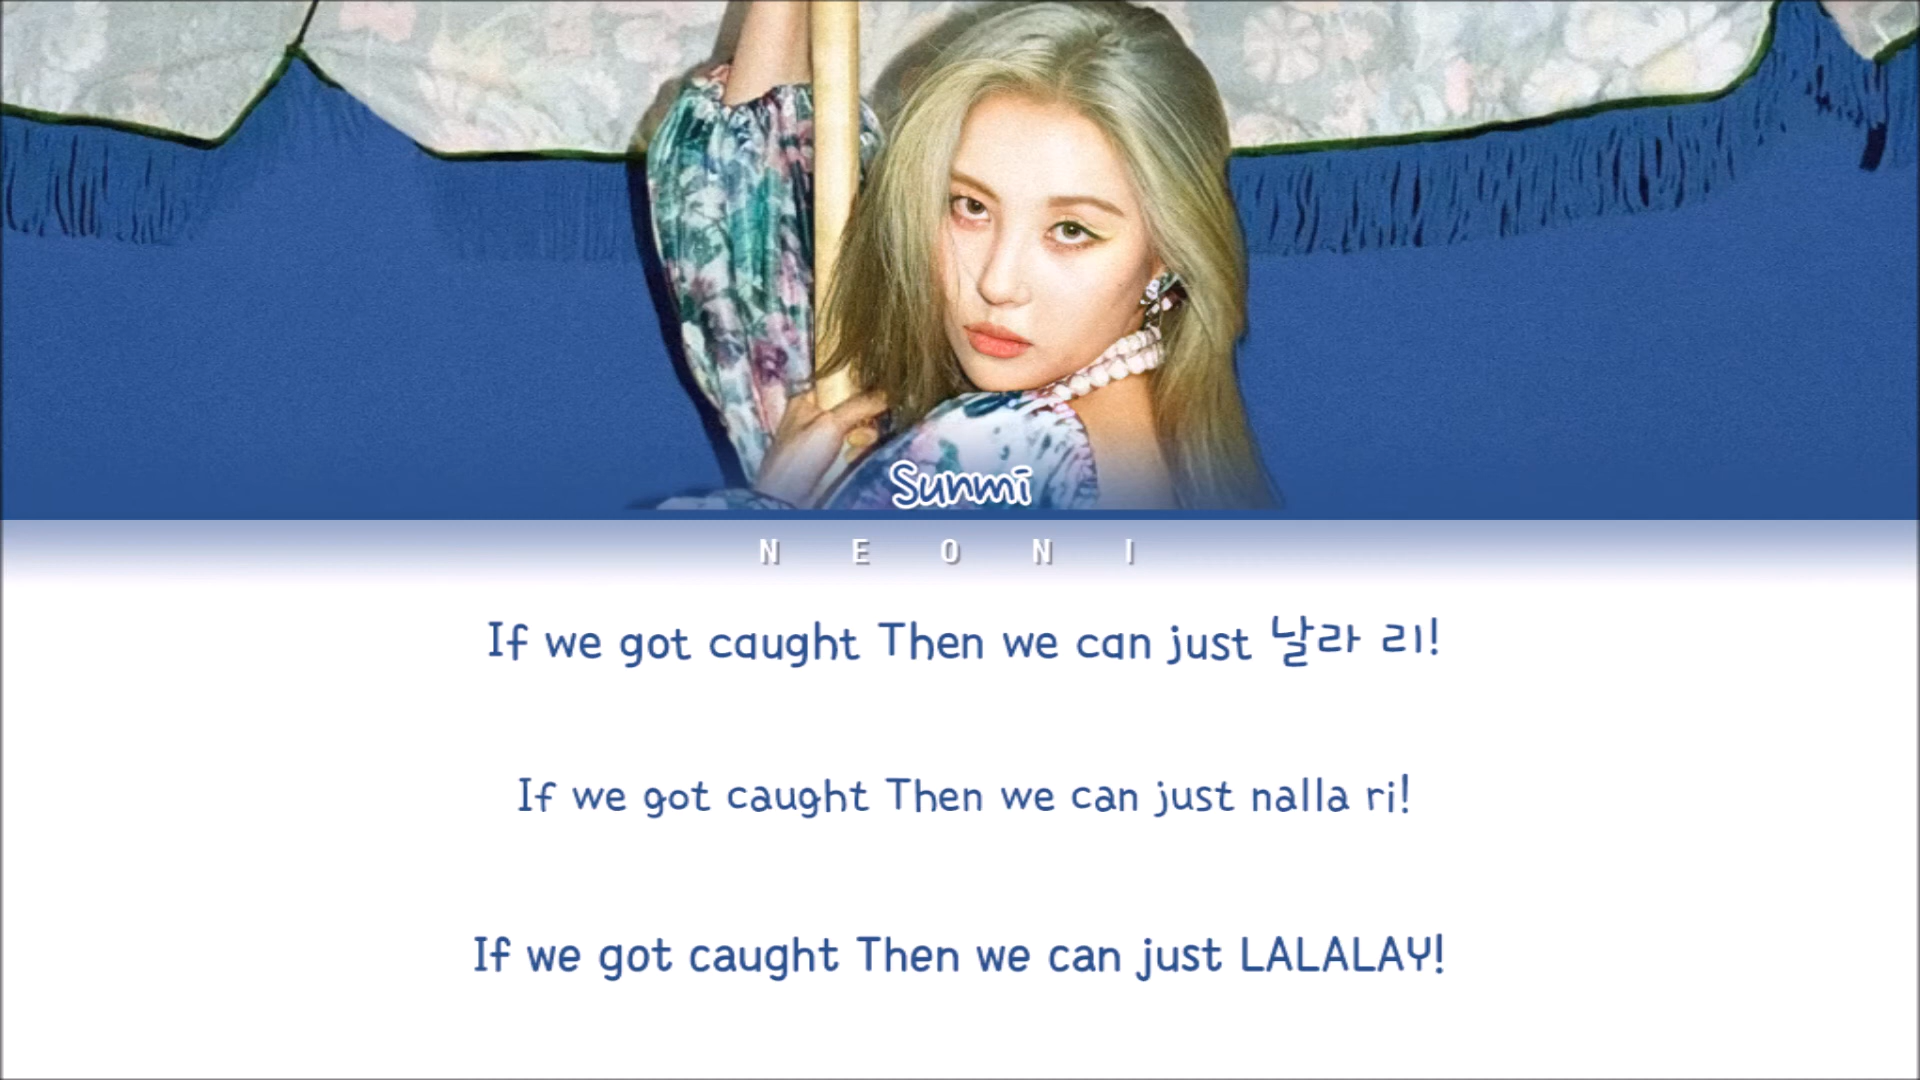 Sunmi
N E O N I
If we got caught Then we can just 날라 리!
If we got caught Then we can just nalla ri!
If we got caught Then we can just LALALAY!